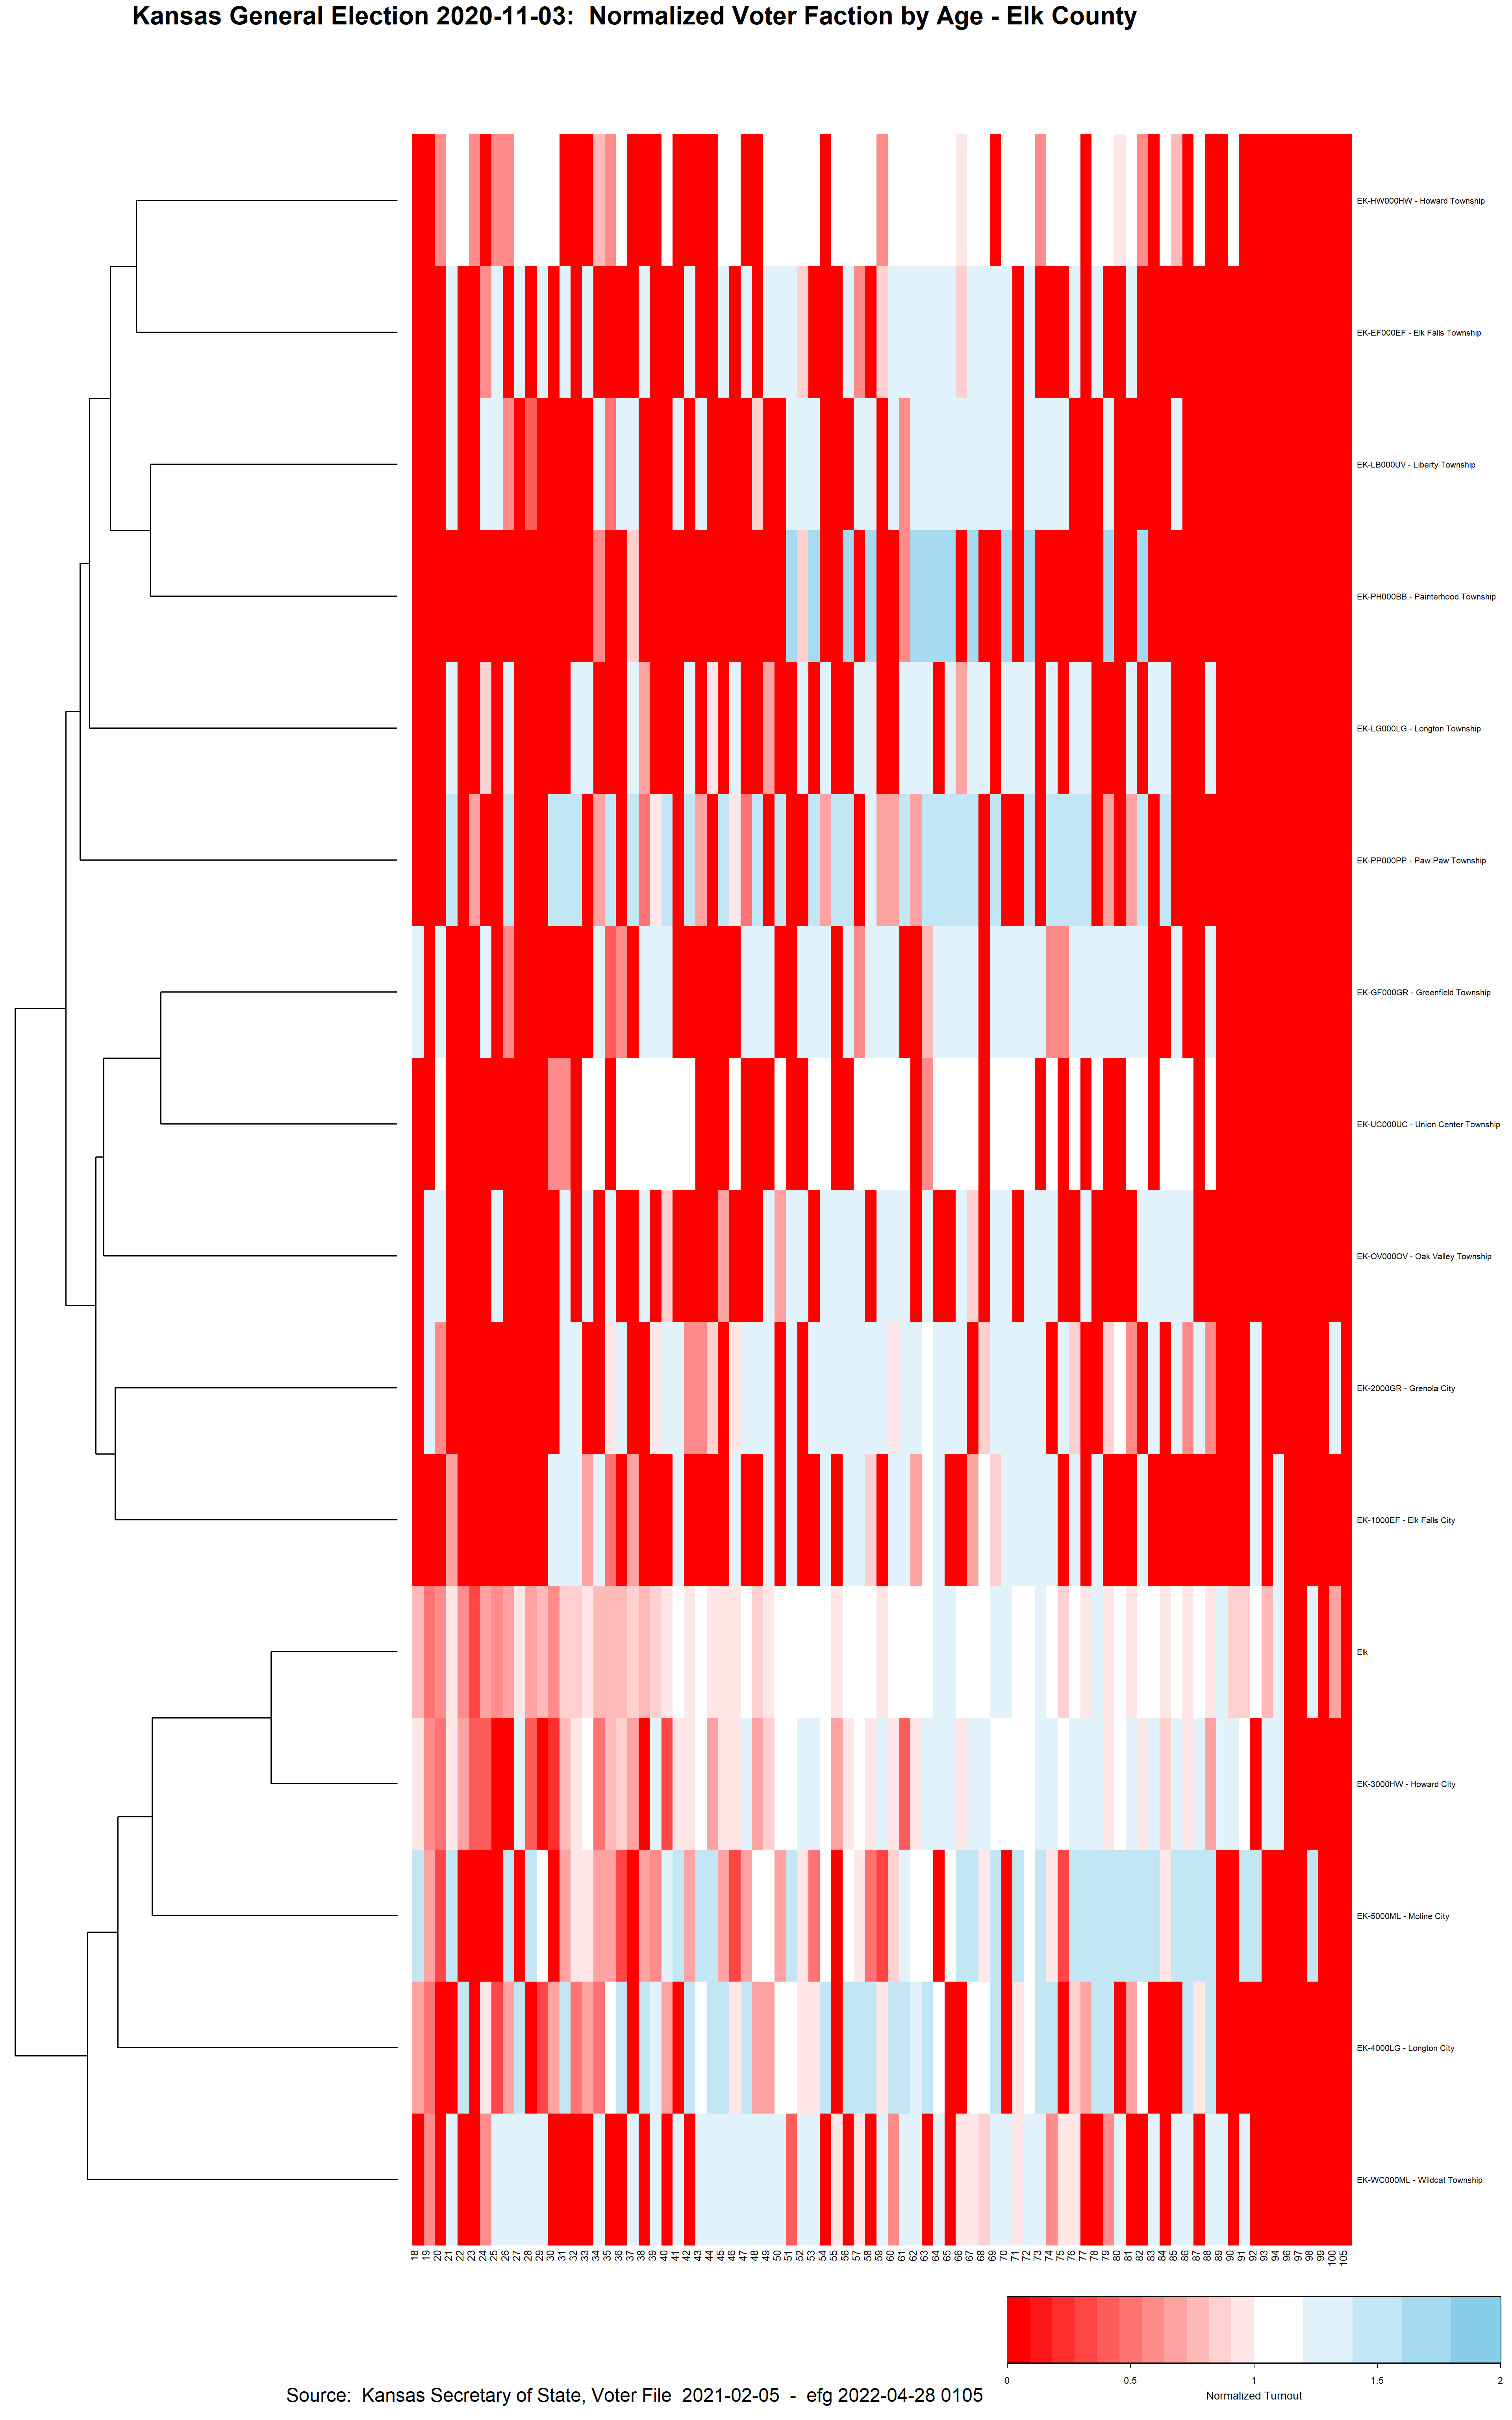 Kansas General Election 2020-11-03:  Normalized Voter Faction by Age - Elk County
EK-HW000HW - Howard Township
EK-EF000EF - Elk Falls Township
EK-LB000UV - Liberty Township
EK-PH000BB - Painterhood Township
EK-LG000LG - Longton Township
EK-PP000PP - Paw Paw Township
EK-GF000GR - Greenfield Township
EK-UC000UC - Union Center Township
EK-OV000OV - Oak Valley Township
EK-2000GR - Grenola City
EK-1000EF - Elk Falls City
Elk
EK-3000HW - Howard City
EK-5000ML - Moline City
EK-4000LG - Longton City
EK-WC000ML - Wildcat Township
18 19 20 21 22 23 24 25 26 27 28 29 30 31 32 33 34 35 36 37 38 39 40 41 42 43 44 45 46 47 48 49 50 51 52 53 54 55 56 57 58 59 60 61 62 63 64 65 66 67 68 69 70 71 72 73 74 75 76 77 78 79 80 81 82 83 84 85 86 87 88 89 90 91 92 93 94 96 97 98 99 100 105
0 0.5 1 1.5 2
Normalized Turnout
Source:  Kansas Secretary of State, Voter File  2021-02-05  -  efg 2022-04-28 0105